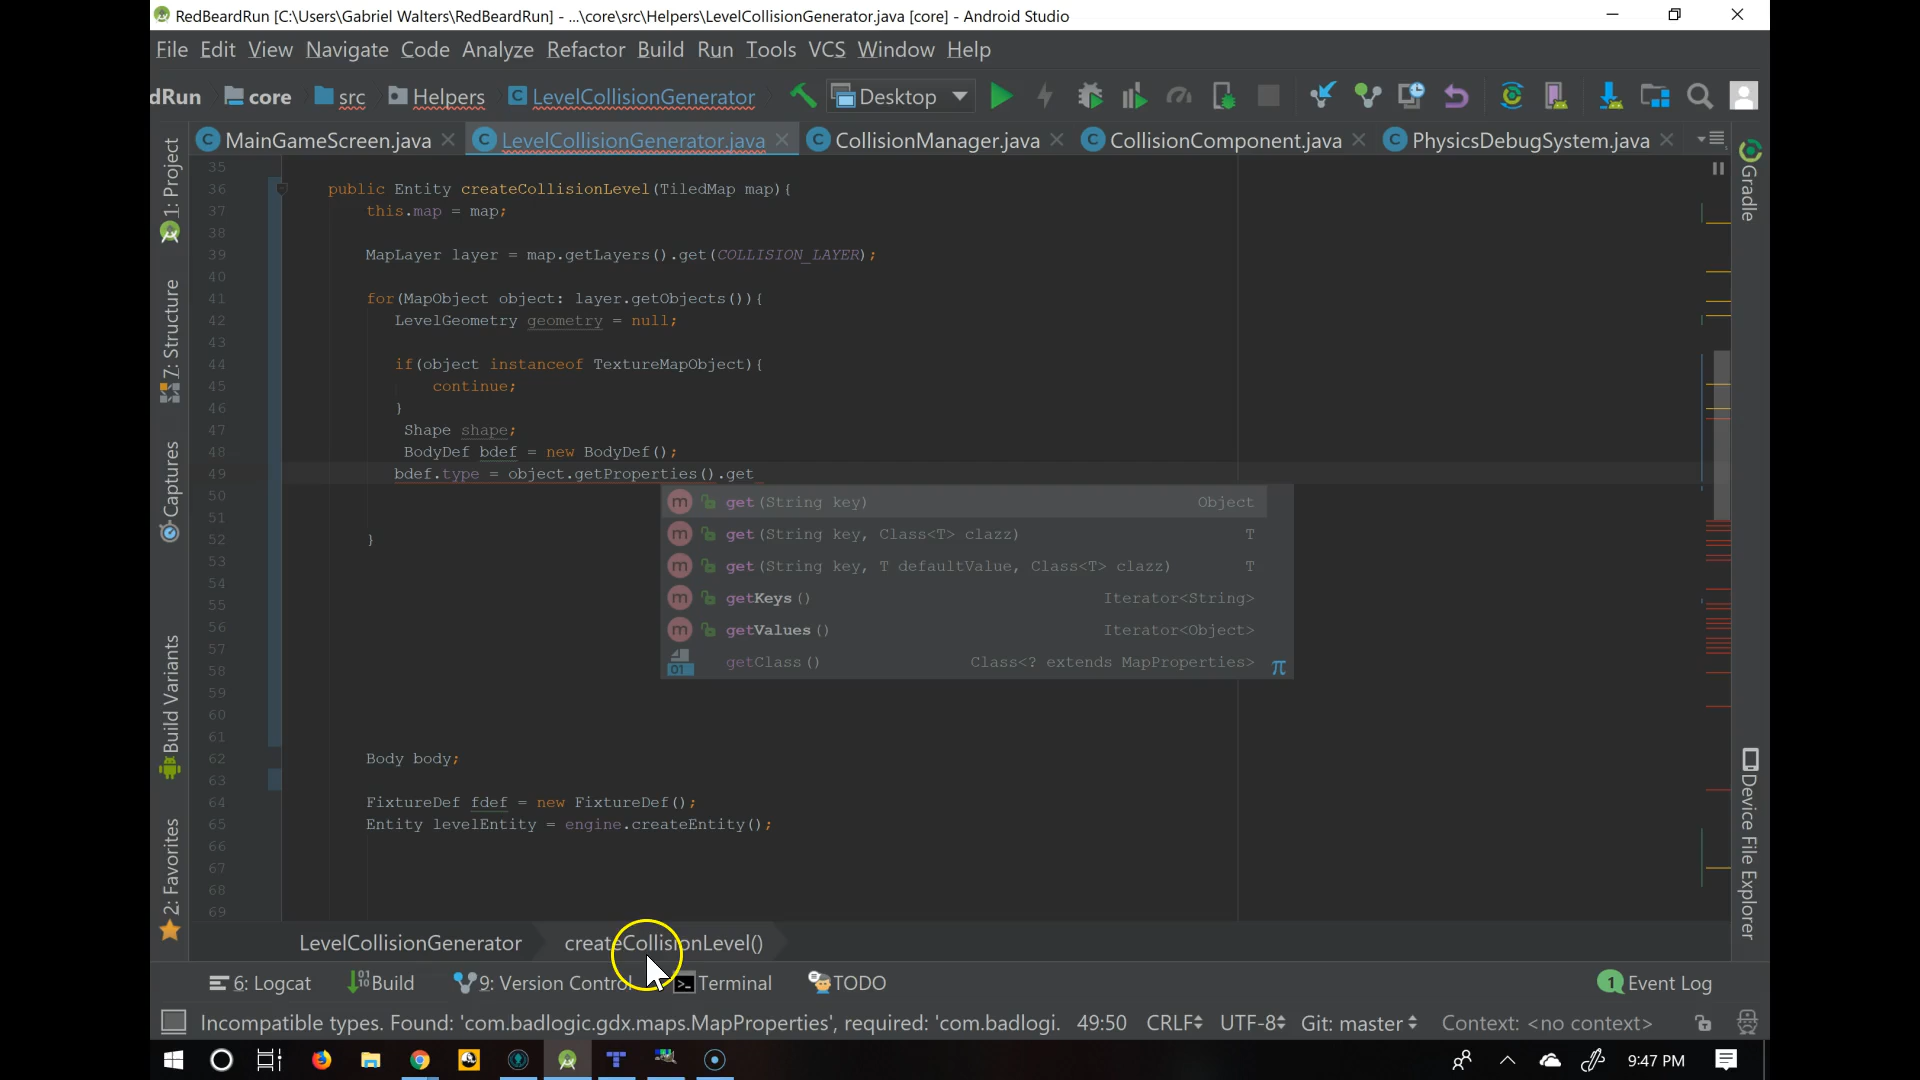 RedBeardRun [C:\Users\Gabriel Walters\RedBeardRun] - ...\core\src\Helpers\LevelCollisionGenerator.java [core] - Android Studio
File Edit View Navigate Code Analyze Refactor Build Run Tools VCS Window Help
dRun core src Helpers LevelCollisionGenerator Desktop
MainGameScreen.java LevelCollisionGenerator.java CollisionManager.java CollisionComponent.java PhysicsDebugSystem.java
1: Project
7: Structure
Captures
Build Variants
2: Favorites
35
36 public Entity createCollisionLevel(TiledMap map){
37 this.map = map;
38
39 MapLayer layer = map.getLayers().get(COLLISION_LAYER);
40
41 for(MapObject object: layer.getObjects()){
42 LevelGeometry geometry = null;
43
44 if(object instanceof TextureMapObject){
45 continue;
46 }
47 Shape shape;
48 BodyDef bdef = new BodyDef();
49 bdef.type = object.getProperties().get
50
51
52 }
53
54
55
56
57
58
59
60
61
62 Body body;
63
64 FixtureDef fdef = new FixtureDef();
65 Entity levelEntity = engine.createEntity();
66
67
68
69
m get(String key) Object
m get(String key, Class<T> clazz) T
m get(String key, T defaultValue, Class<T> clazz) T
m getKeys() Iterator<String>
m getValues() Iterator<Object>
01 getClass() Class<? extends MapProperties> π
Gradle
Device File Explorer
LevelCollisionGenerator createCollisionLevel()
6: Logcat Build 9: Version Control Terminal TODO 1 Event Log
Incompatible types. Found: 'com.badlogic.gdx.maps.MapProperties', required: 'com.badlogi. 49:50 CRLF UTF-8 Git: master Context: <no context>
9:47 PM